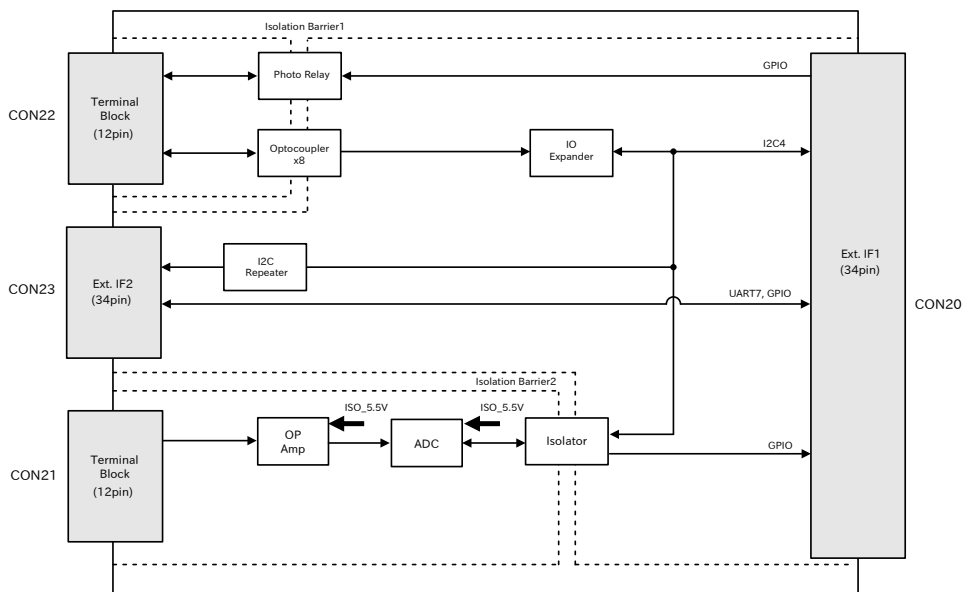 Isolation Barrier1
Terminal
Block
(12pin)
CON22
Photo Relay
GPIO
Optocoupler
x8
IO
Expander
I2C4
Ext. IF1
(34pin)
CON20
I2C
Repeater
Ext. IF2
(34pin)
CON23
UART7, GPIO
Isolation Barrier2
ISO_5.5V
ISO_5.5V
OP
Amp
ADC
Isolator
GPIO
Terminal
Block
(12pin)
CON21